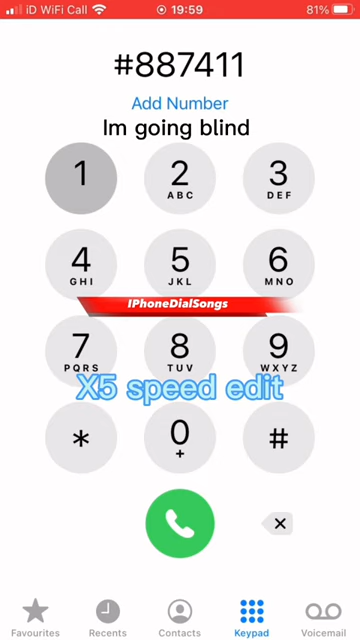 iD WiFi Call 19:59 81%
#887411
Add Number
Im going blind
1 2 3
ABC DEF
4 5 6
GHI JKL MNO
IPhoneDialSongs
7 8 9
PQRS TUV WXYZ
X5 speed edit
* 0 #
+
Favourites Recents Contacts Keypad Voicemail